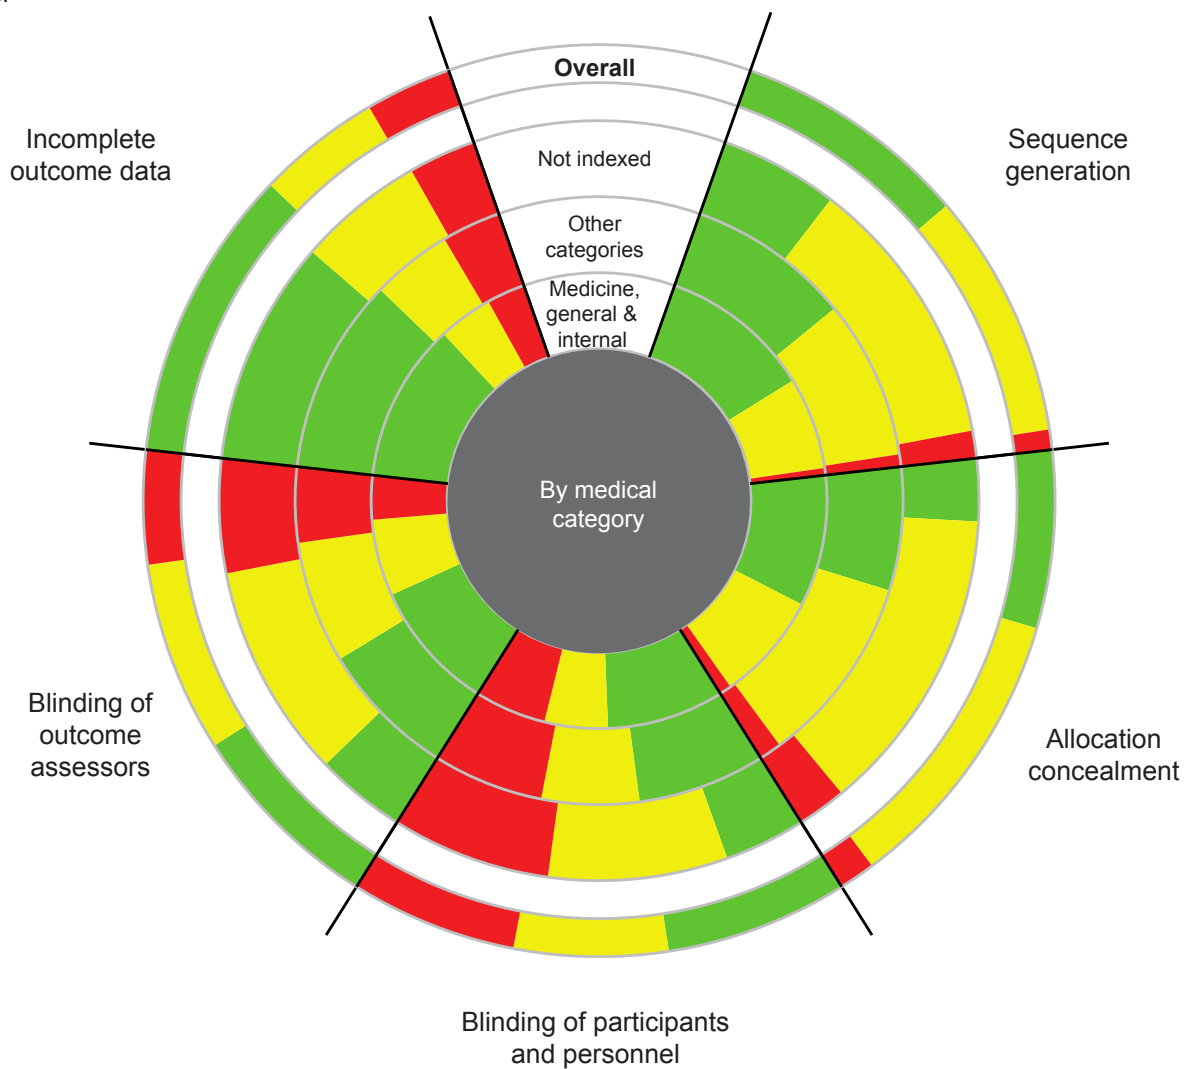 Overall
Not indexed
Other
categories
Medicine,
general &
internal
By medical
category
Sequence
generation
Allocation
concealment
Blinding of participants
and personnel
Blinding of
outcome
assessors
Incomplete
outcome data